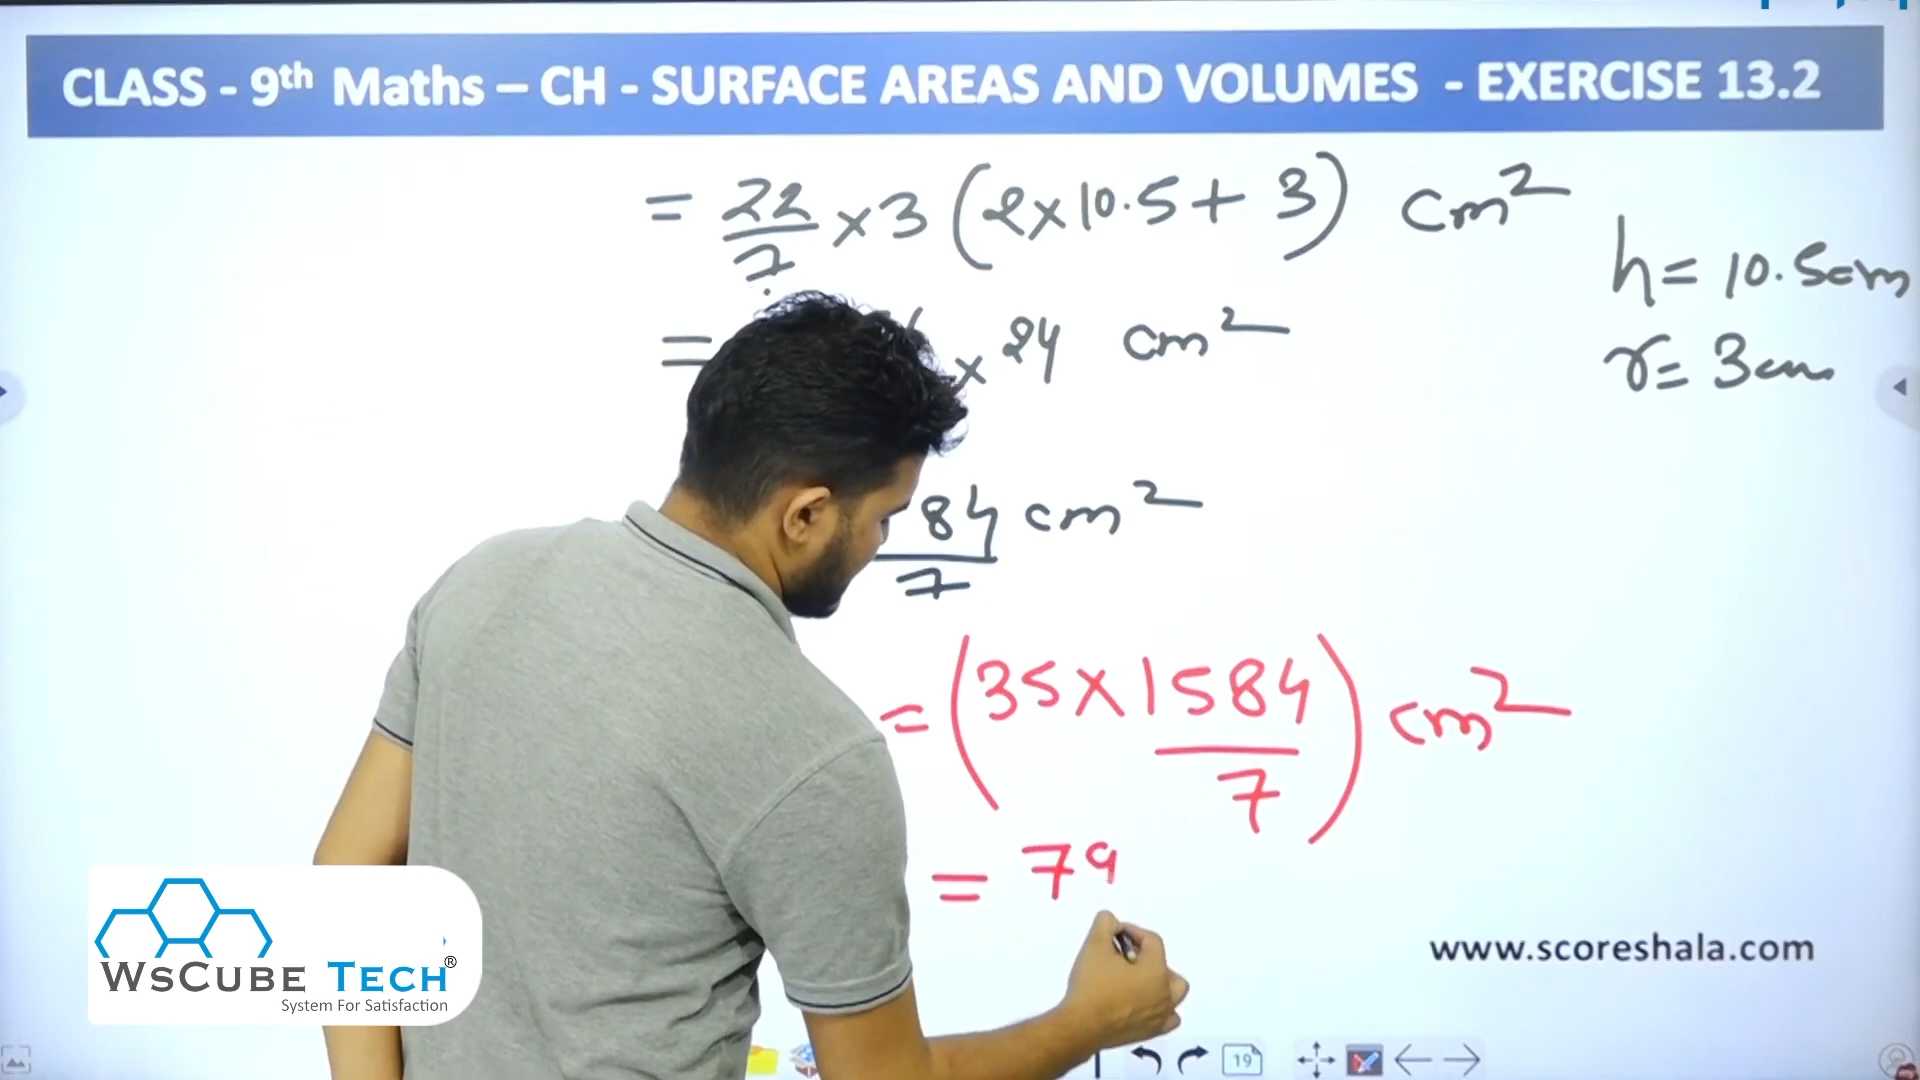 CLASS - 9th Maths – CH - SURFACE AREAS AND VOLUMES - EXERCISE 13.2
= 22/7 × 3 (2×10.5 + 3) cm²
h = 10.5cm
r = 3cm
= × 24 cm²
84/7 cm²
= (35 × 1584/7) cm²
= 79
www.scoreshala.com
WsCube Tech®
System For Satisfaction
19